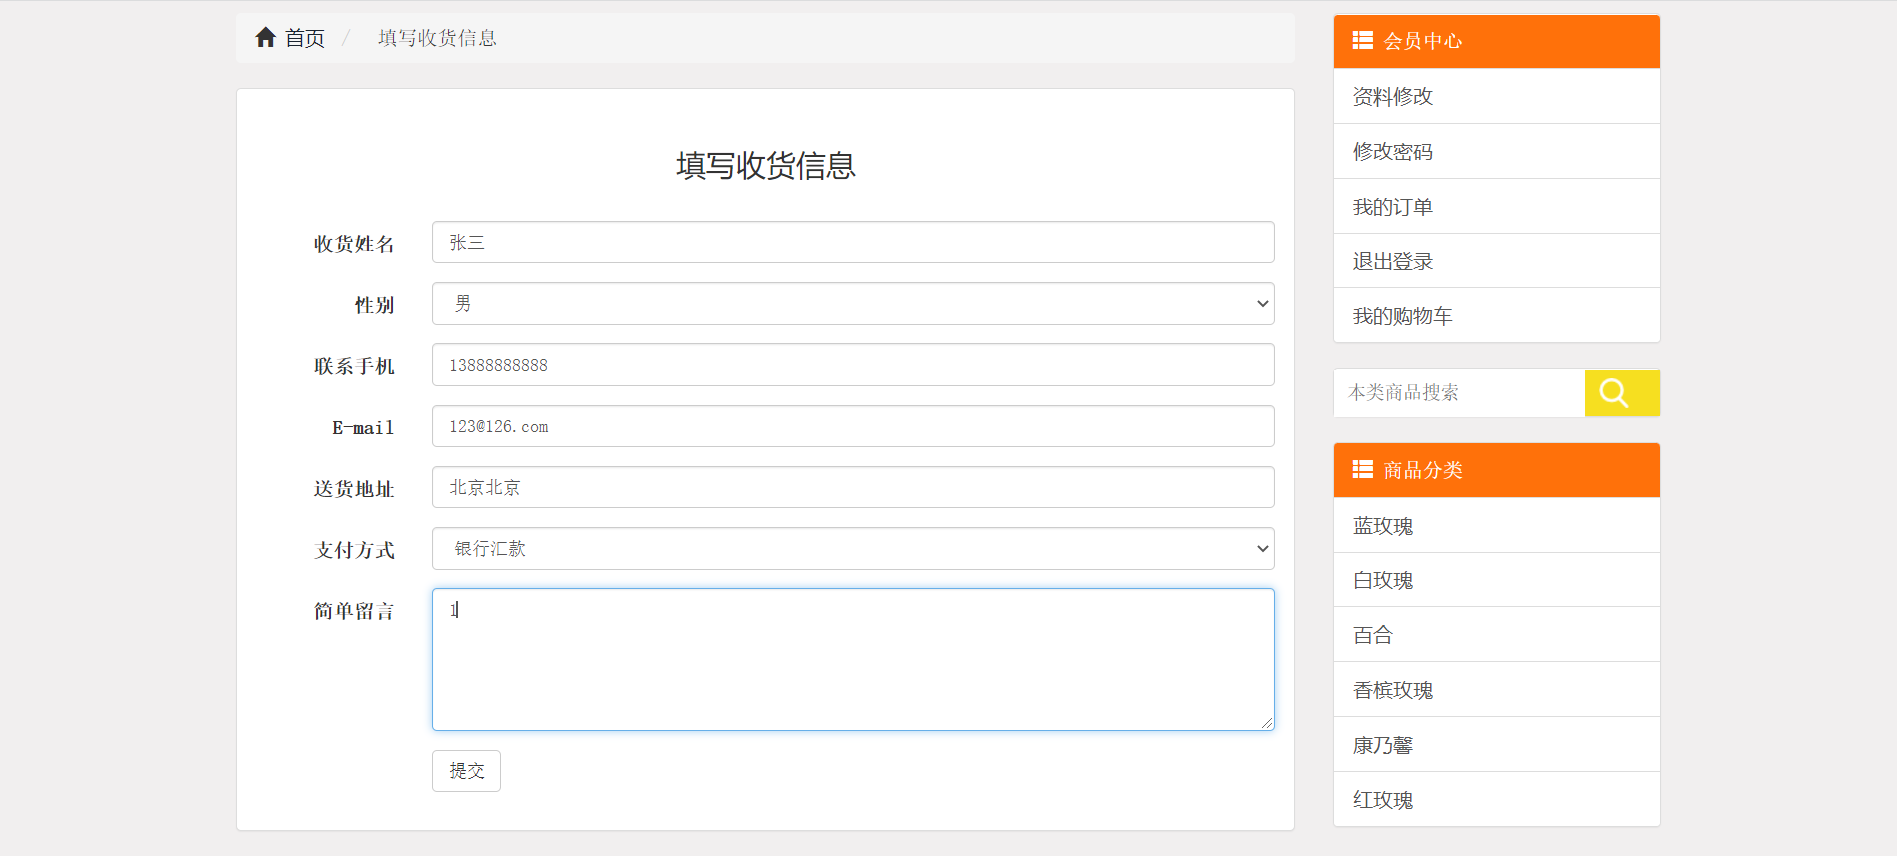 首页 / 填写收货信息
填写收货信息
收货姓名 张三
性别 男
联系手机 13888888888
E-mail 123@126.com
送货地址 北京北京
支付方式 银行汇款
简单留言 1
提交
会员中心
资料修改
修改密码
我的订单
退出登录
我的购物车
本类商品搜索
商品分类
蓝玫瑰
白玫瑰
百合
香槟玫瑰
康乃馨
红玫瑰